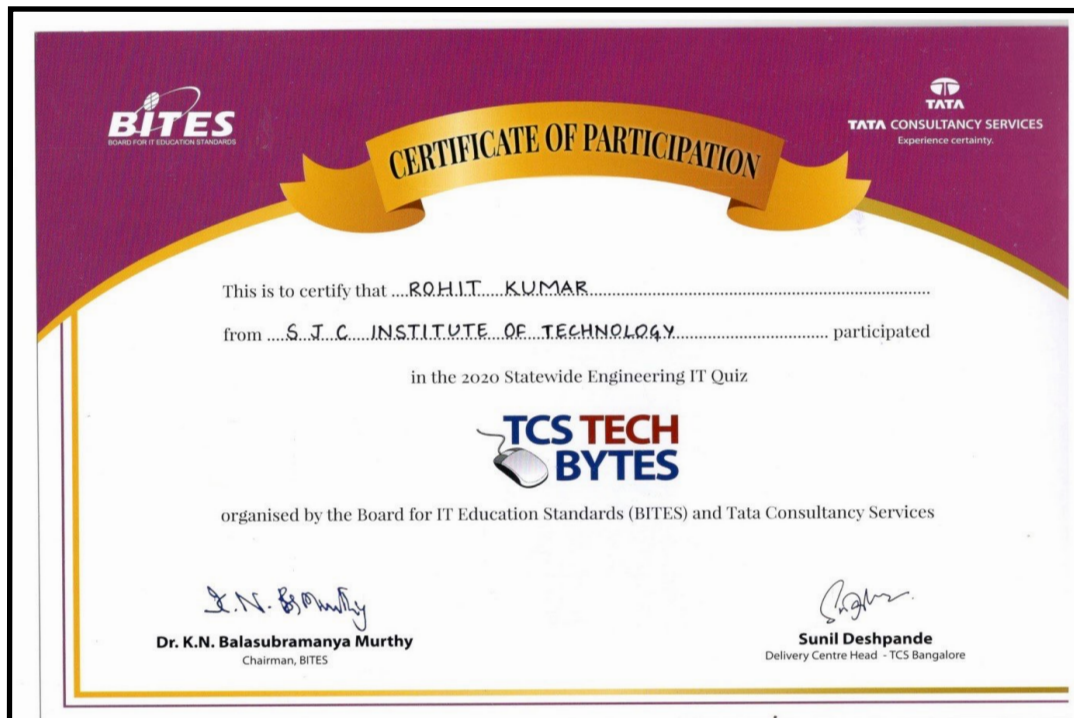 BITES
BOARD FOR IT EDUCATION STANDARDS
TATA
TATA CONSULTANCY SERVICES
Experience certainty.
CERTIFICATE OF PARTICIPATION
This is to certify that ROHIT KUMAR
from S J C INSTITUTE OF TECHNOLOGY participated
in the 2020 Statewide Engineering IT Quiz
TCS TECH
BYTES
organised by the Board for IT Education Standards (BITES) and Tata Consultancy Services
K.N. BS Murthy
Dr. K.N. Balasubramanya Murthy
Chairman, BITES
Sunil Deshpande
Delivery Centre Head - TCS Bangalore